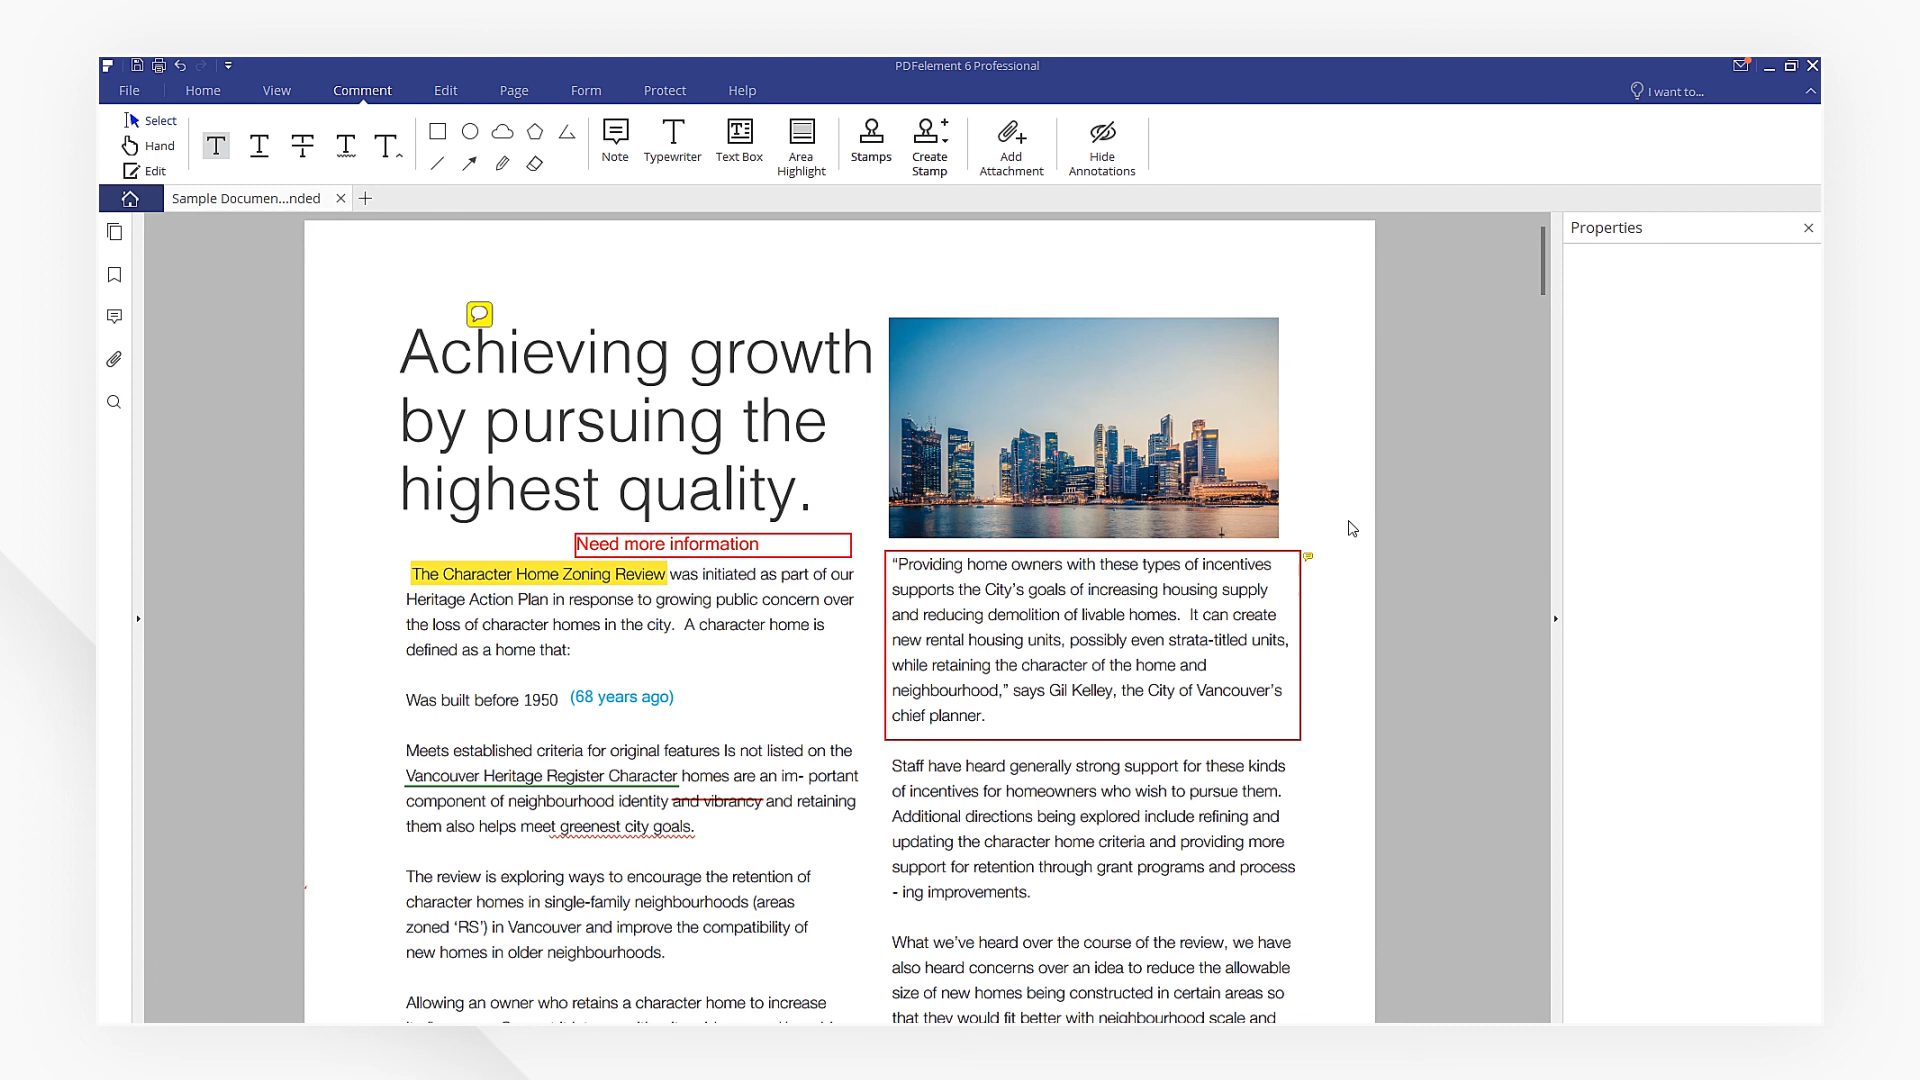 PDFelement 6 Professional
File Home View Comment Edit Page Form Protect Help
I want to...
Select
Hand
Edit
Note
Typewriter
Text Box
Area Highlight
Stamps
Create Stamp
Add Attachment
Hide Annotations
Sample Documen...nded
Properties
Achieving growth
by pursuing the
highest quality.
Need more information
The Character Home Zoning Review was initiated as part of our
Heritage Action Plan in response to growing public concern over
the loss of character homes in the city. A character home is
defined as a home that:
Was built before 1950 (68 years ago)
Meets established criteria for original features Is not listed on the
Vancouver Heritage Register Character homes are an im- portant
component of neighbourhood identity and vibrancy and retaining
them also helps meet greenest city goals.
The review is exploring ways to encourage the retention of
character homes in single-family neighbourhoods (areas
zoned ‘RS’) in Vancouver and improve the compatibility of
new homes in older neighbourhoods.
Allowing an owner who retains a character home to increase
“Providing home owners with these types of incentives
supports the City’s goals of increasing housing supply
and reducing demolition of livable homes. It can create
new rental housing units, possibly even strata-titled units,
while retaining the character of the home and
neighbourhood,” says Gil Kelley, the City of Vancouver’s
chief planner.
Staff have heard generally strong support for these kinds
of incentives for homeowners who wish to pursue them.
Additional directions being explored include refining and
updating the character home criteria and providing more
support for retention through grant programs and process
- ing improvements.
What we’ve heard over the course of the review, we have
also heard concerns over an idea to reduce the allowable
size of new homes being constructed in certain areas so
that they would fit better with neighbourhood scale and